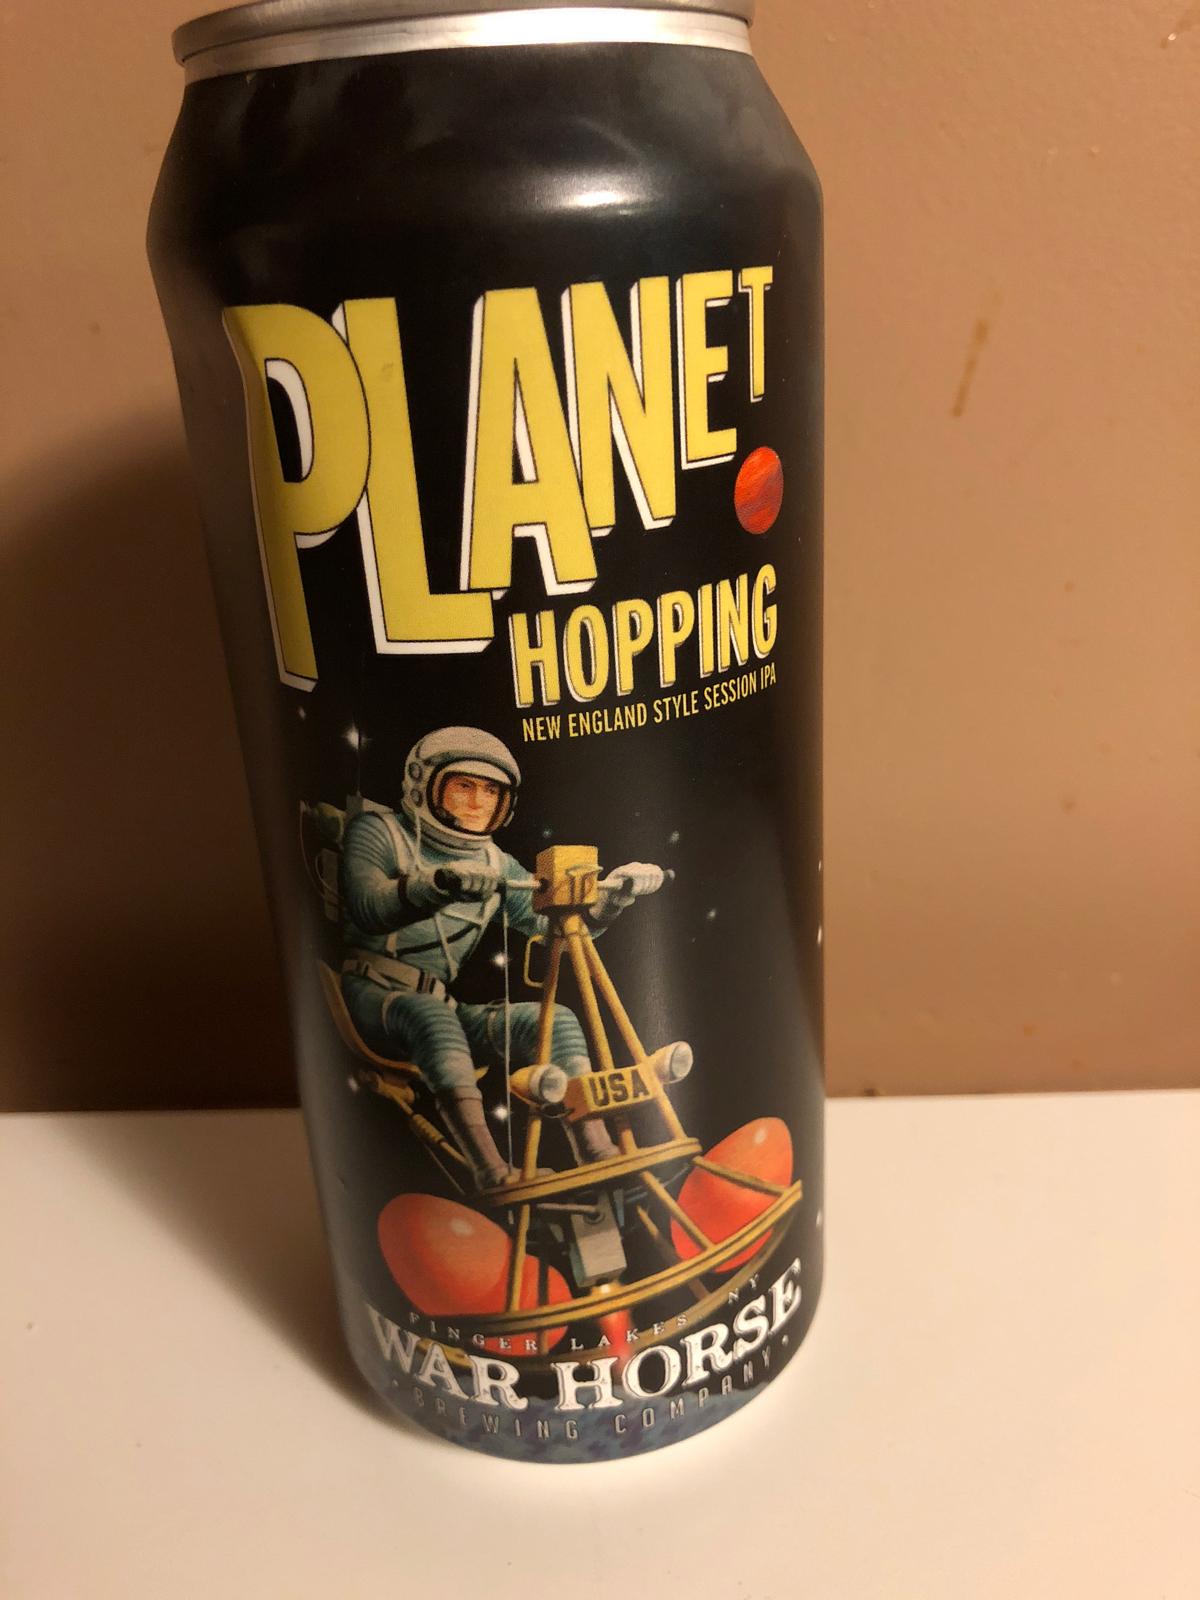 PLANET
HOPPING
NEW ENGLAND STYLE SESSION IPA
USA
FINGER LAKES NY
WAR HORSE
BREWING COMPANY